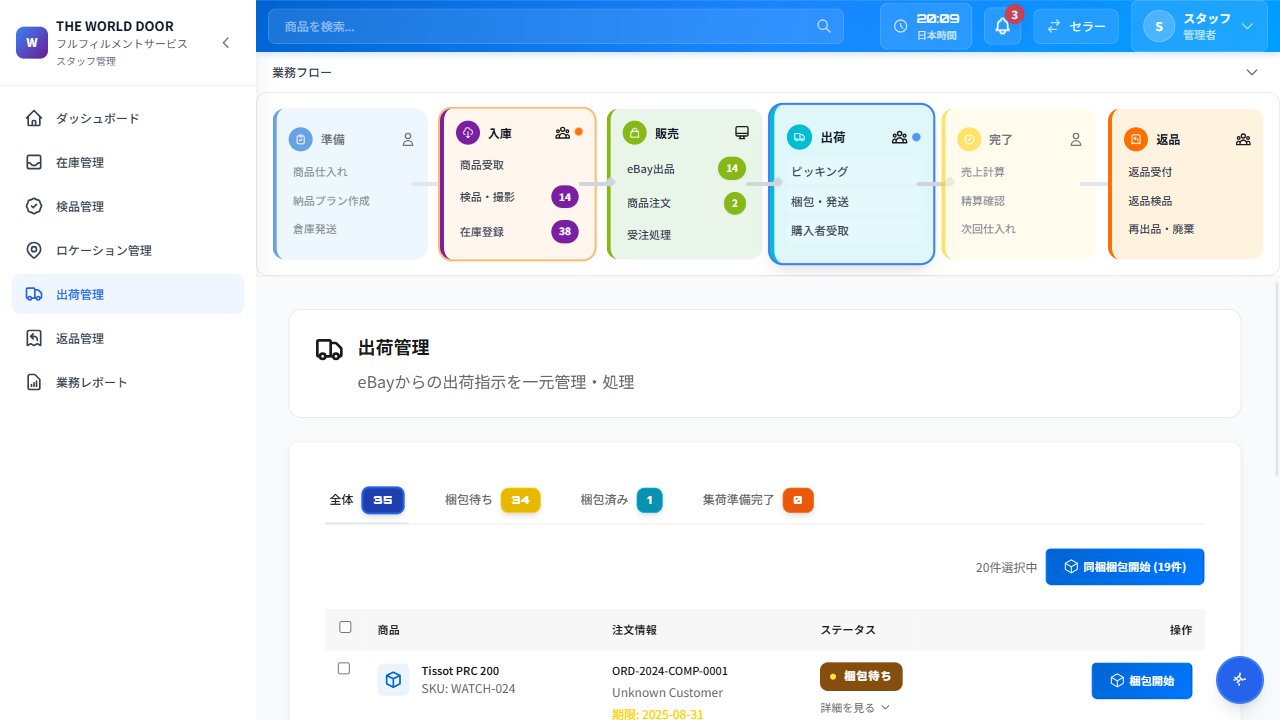 W
THE WORLD DOOR
フルフィルメントサービス
スタッフ管理
ダッシュボード
在庫管理
検品管理
ロケーション管理
出荷管理
返品管理
業務レポート
商品を検索...
20:09
日本時間
3
セラー
S
スタッフ
管理者
業務フロー
準備
商品仕入れ
納品プラン作成
倉庫発送
入庫
商品受取
検品・撮影 14
在庫登録 38
販売
eBay出品 14
商品注文 2
受注処理
出荷
ピッキング
梱包・発送
購入者受取
完了
売上計算
精算確認
次回仕入れ
返品
返品受付
返品検品
再出品・廃棄
出荷管理
eBayからの出荷指示を一元管理・処理
全体 35 梱包待ち 34 梱包済み 1 集荷準備完了 0
20件選択中 同梱梱包開始 (19件)
商品 注文情報 ステータス 操作
Tissot PRC 200
SKU: WATCH-024
ORD-2024-COMP-0001
Unknown Customer
期限: 2025-08-31
梱包待ち
詳細を見る
梱包開始